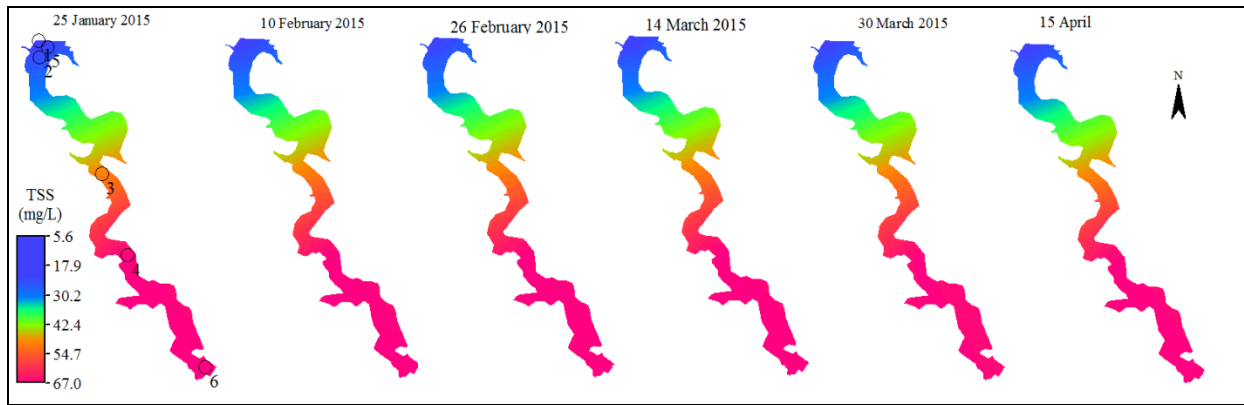 25 January 2015
10 February 2015
26 February 2015
14 March 2015
30 March 2015
15 April
N
1
5
2
3
4
6
TSS
(mg/L)
5.6
17.9
30.2
42.4
54.7
67.0